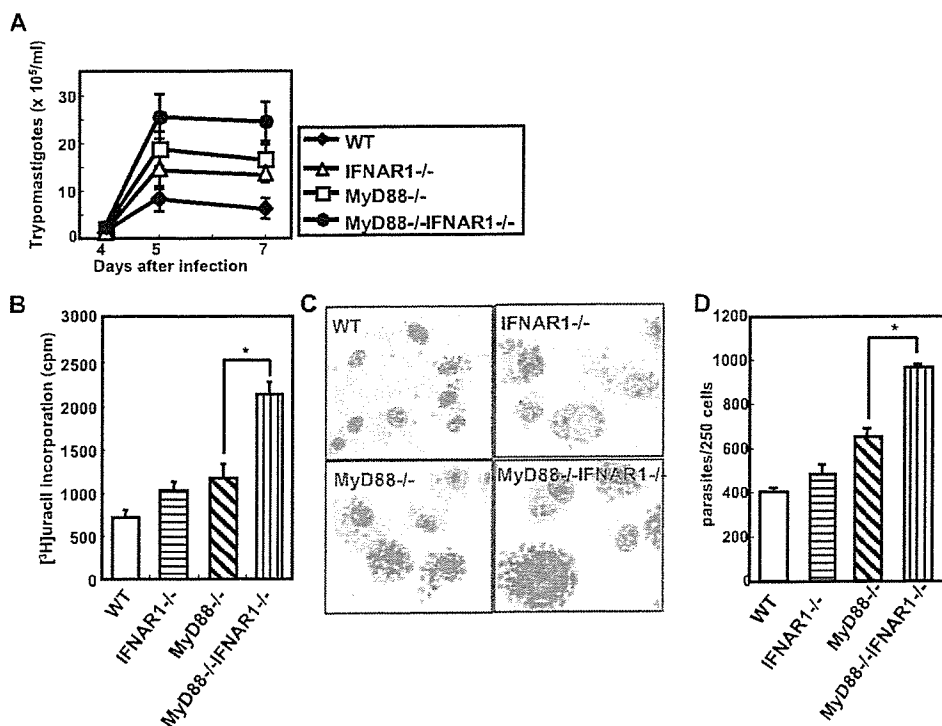 A
Trypomastigotes (x 10⁵/ml)
30
20
10
0
4
5
7
Days after infection
WT
IFNAR1-/-
MyD88-/-
MyD88-/-IFNAR1-/-
B
[³H]uracil Incorporation (cpm)
3000
2500
2000
1500
1000
500
0
*
WT
IFNAR1-/-
MyD88-/-
MyD88-/-IFNAR1-/-
C
WT
IFNAR1-/-
MyD88-/-
MyD88-/-IFNAR1-/-
D
parasites/250 cells
1200
1000
800
600
400
200
0
*
WT
IFNAR1-/-
MyD88-/-
MyD88-/-IFNAR1-/-